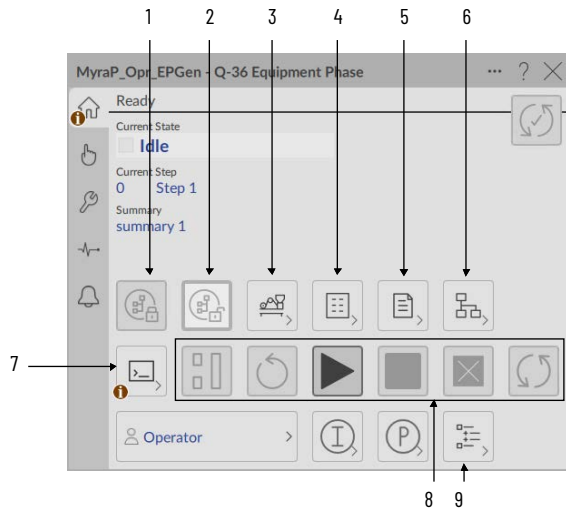 1 2 3 4 5 6
MyraP_Opr_EPGen - Q-36 Equipment Phase ... ?
Ready
Current State
Idle
Current Step
0 Step 1
Summary
summary 1
7
Operator
I P
8 9